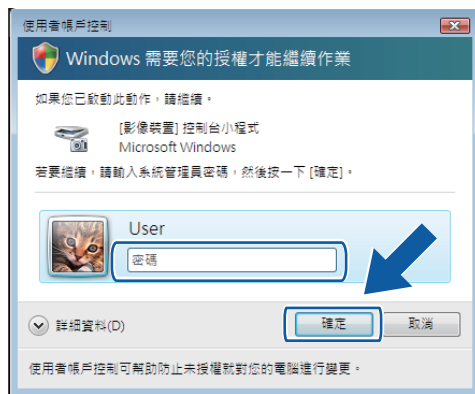 使用者帳戶控制
Windows 需要您的授權才能繼續作業
如果您已啟動此動作，請繼續。
[影像裝置] 控制台小程式
Microsoft Windows
若要繼續，請輸入系統管理員密碼，然後按一下 [確定]。
User
密碼
詳細資料(D)
確定
取消
使用者帳戶控制可幫助防止未授權就對您的電腦進行變更。